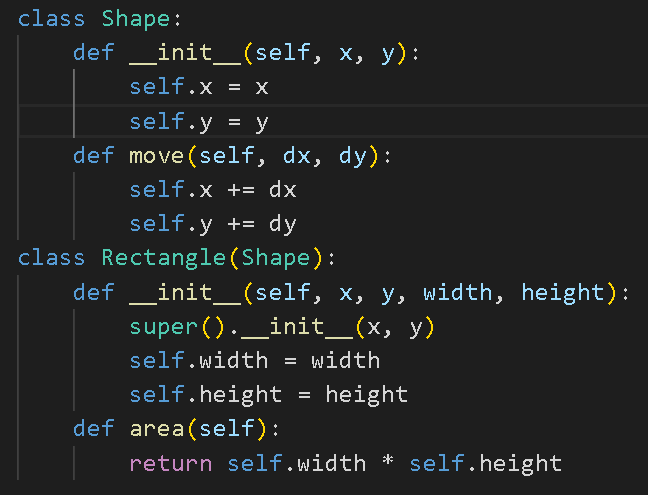 class Shape:
    def __init__(self, x, y):
        self.x = x
        self.y = y
    def move(self, dx, dy):
        self.x += dx
        self.y += dy
class Rectangle(Shape):
    def __init__(self, x, y, width, height):
        super().__init__(x, y)
        self.width = width
        self.height = height
    def area(self):
        return self.width * self.height